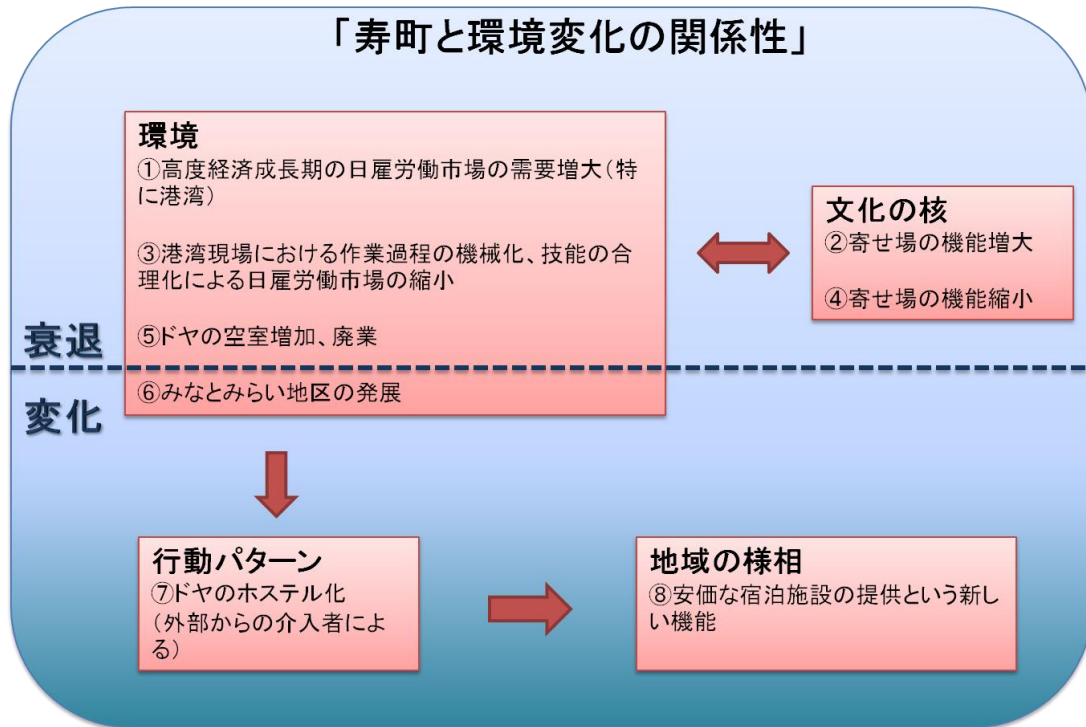 「寿町と環境変化の関係性」
環境
①高度経済成長期の日雇労働市場の需要増大(特
に港湾)
③港湾現場における作業過程の機械化、技能の合
理化による日雇労働市場の縮小
⑤ドヤの空室増加、廃業
⑥みなとみらい地区の発展
文化の核
②寄せ場の機能増大
④寄せ場の機能縮小
衰退
変化
行動パターン
⑦ドヤのホステル化
(外部からの介入者によ
る)
地域の様相
⑧安価な宿泊施設の提供という新し
い機能